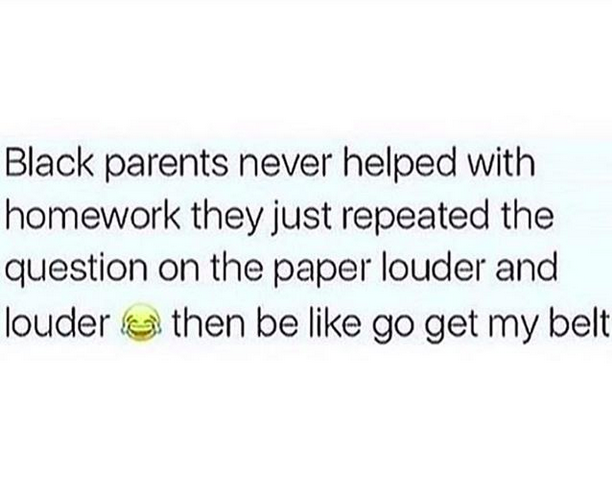 Black parents never helped with
homework they just repeated the
question on the paper louder and
louder 😂 then be like go get my belt